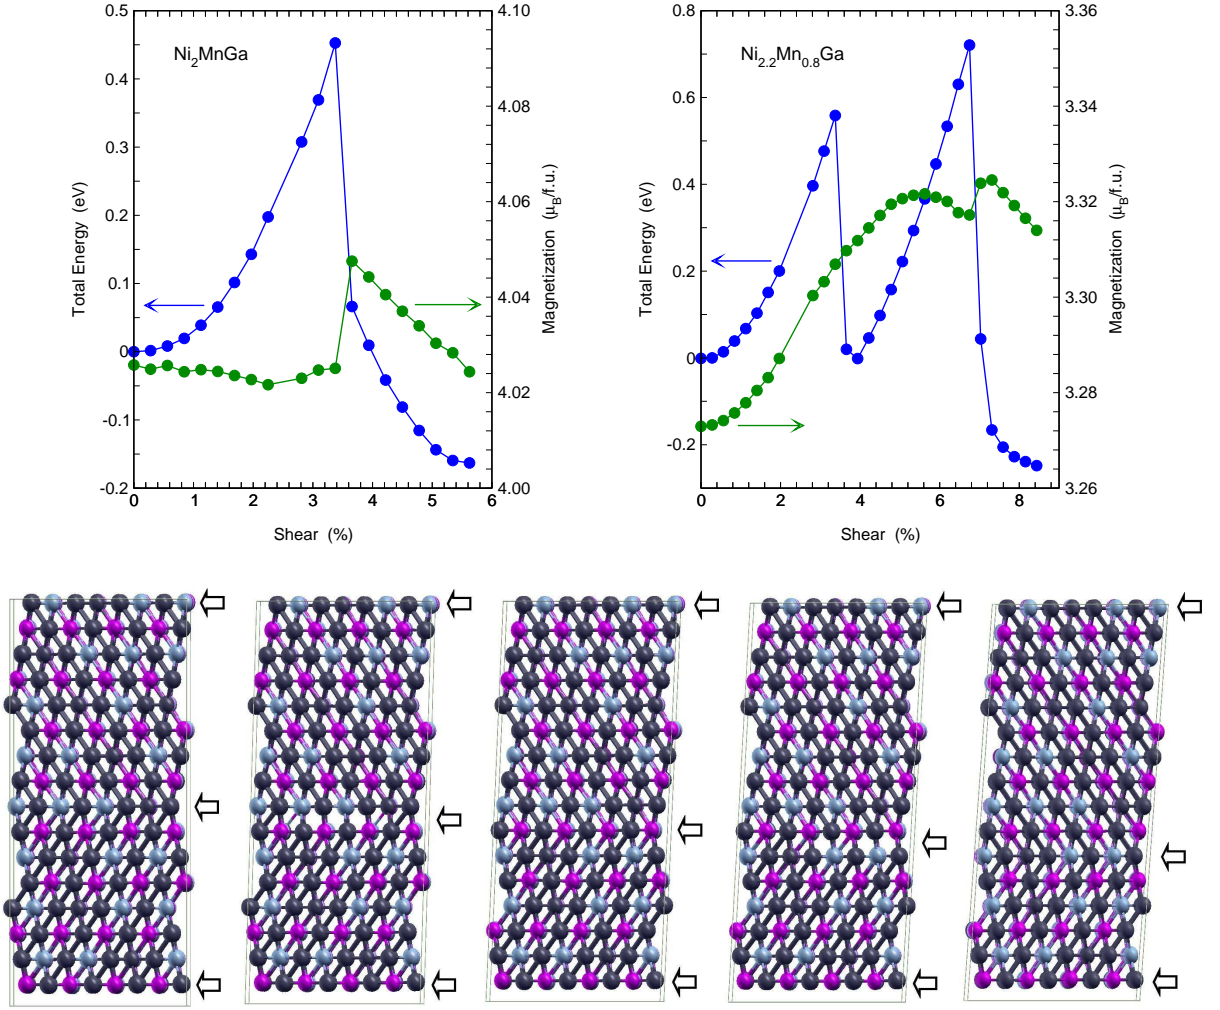 Ni2MnGa
Total Energy (eV)
0.5
0.4
0.3
0.2
0.1
0
-0.1
-0.2
0 1 2 3 4 5 6
Shear (%)
4.10
4.08
4.06
4.04
4.02
4.00
Magnetization (μB/f.u.)
Ni2.2Mn0.8Ga
Total Energy (eV)
0.8
0.6
0.4
0.2
0
-0.2
0 2 4 6 8
Shear (%)
3.36
3.34
3.32
3.30
3.28
3.26
Magnetization (μB/f.u.)